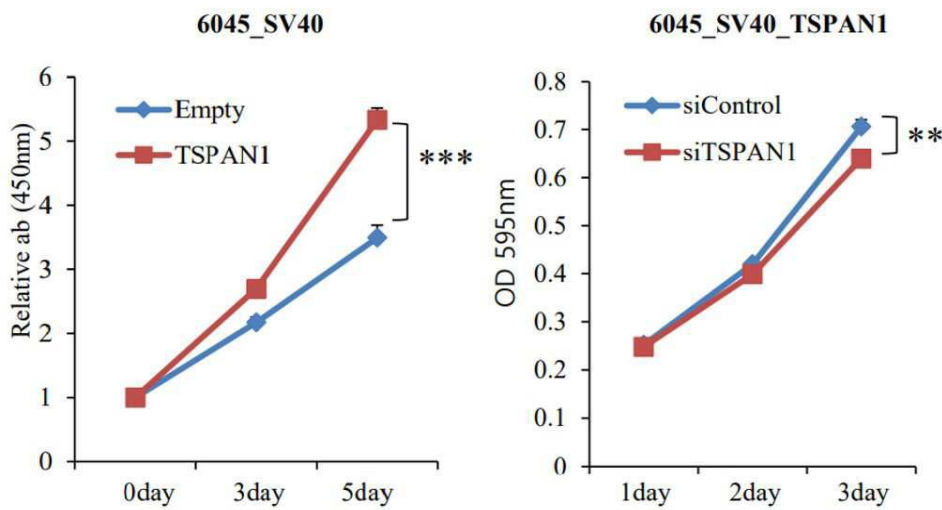 6045_SV40
6
5
4
3
2
1
0
Relative ab (450nm)
Empty
TSPAN1
***
0day 3day 5day
6045_SV40_TSPAN1
0.8
0.7
0.6
0.5
0.4
0.3
0.2
0.1
0
OD 595nm
siControl
siTSPAN1
**
1day 2day 3day